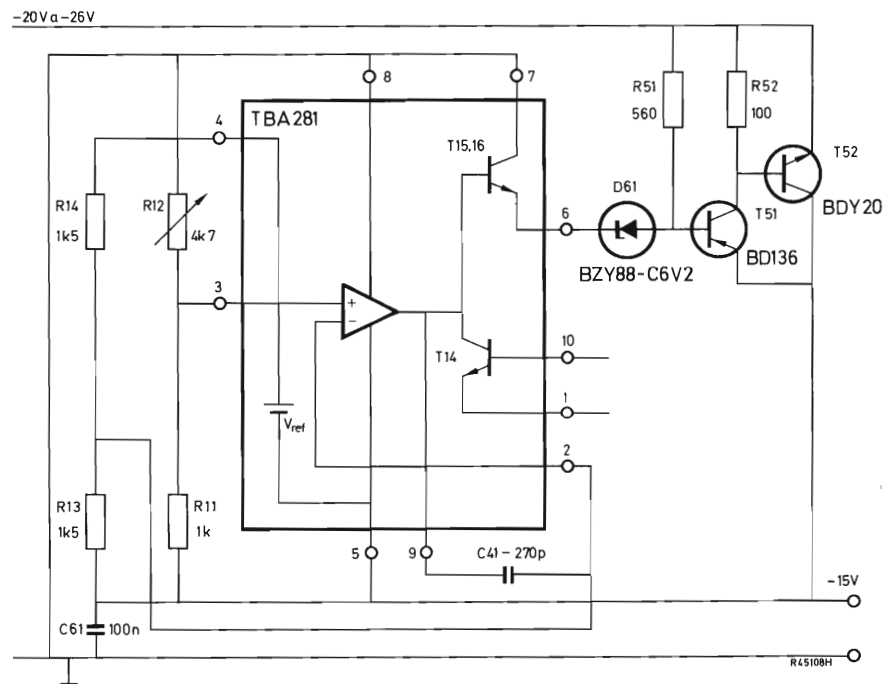 -20V a -26V
8
7
4
TBA281
R51
560
R52
100
T15,16
T52
D61
6
T51
BDY20
R14
1k5
R12
4k7
BZY88-C6V2
BD136
3
+
-
10
T14
1
Vref
2
R13
1k5
R11
1k
5
9
C41 - 270p
-15V
C61
100n
R45108H